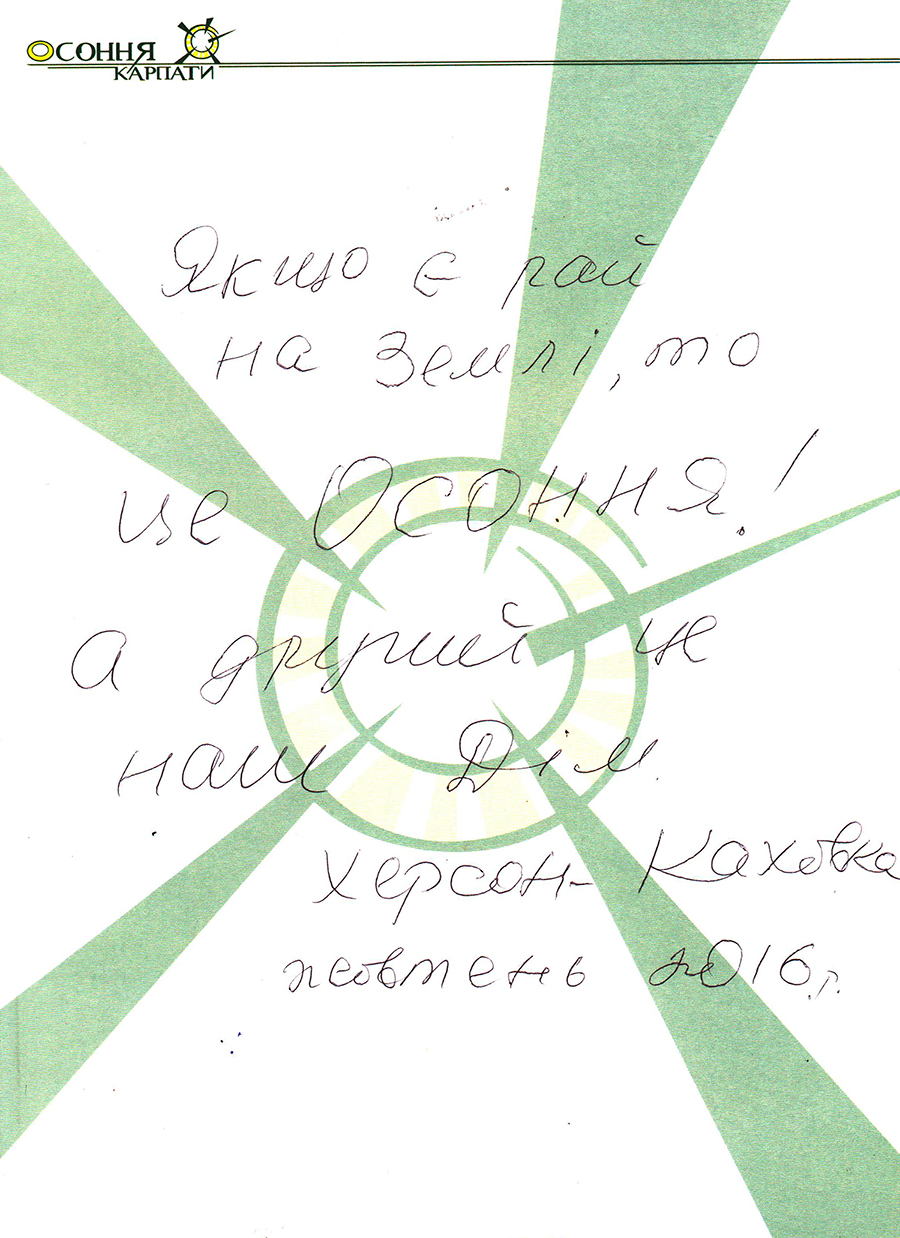 Осоння
Карпати
Якщо є рай
на Землі, то
це Осоння!
а другий це
наш Дім.
Херсон-Каховка
жовтень 2016 р.